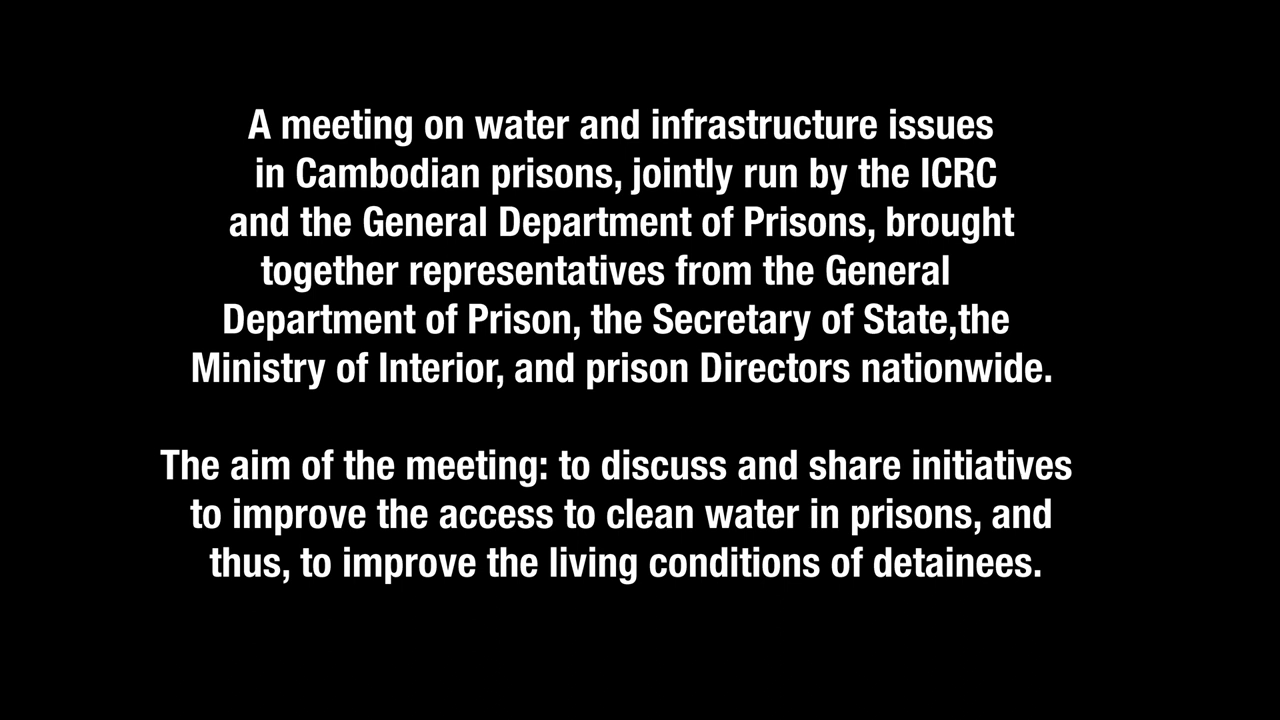 A meeting on water and infrastructure issues
in Cambodian prisons, jointly run by the ICRC
and the General Department of Prisons, brought
together representatives from the General
Department of Prison, the Secretary of State,the
Ministry of Interior, and prison Directors nationwide.
The aim of the meeting: to discuss and share initiatives
to improve the access to clean water in prisons, and
thus, to improve the living conditions of detainees.